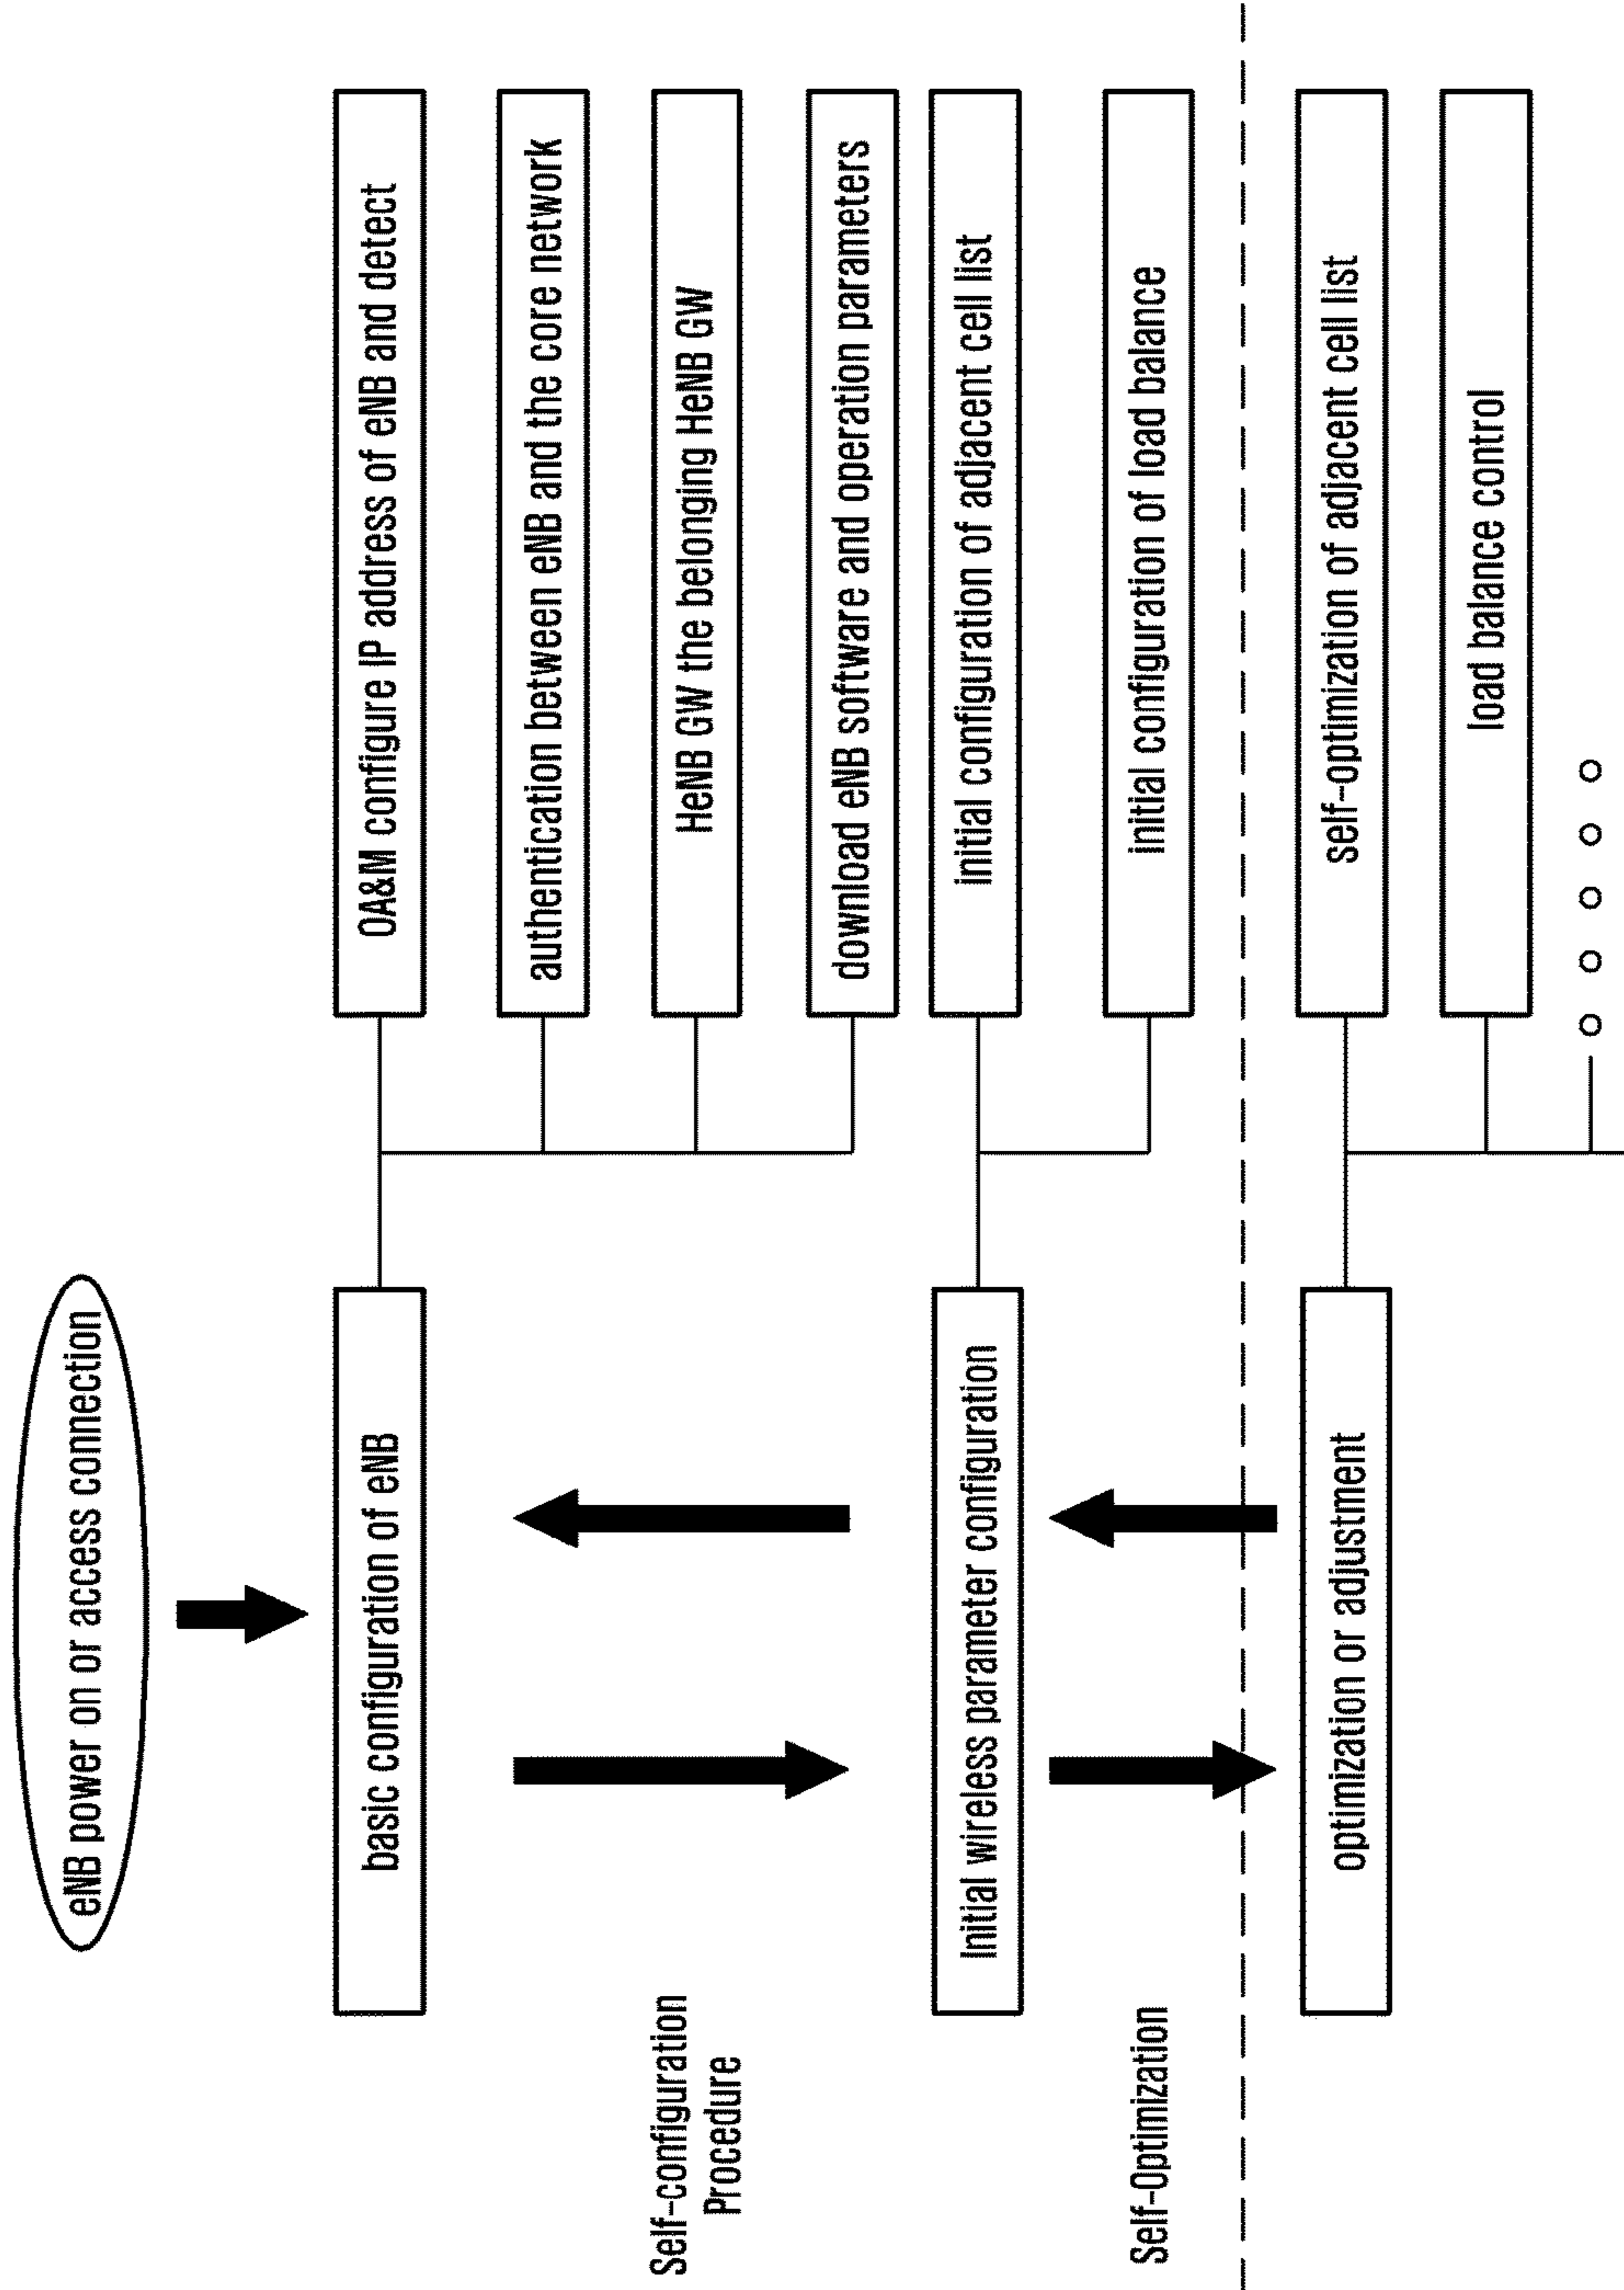 eNB power on or access connection
basic configuration of eNB
OA&M configure IP address of eNB and detect
authentication between eNB and the core network
HeNB GW the belonging HeNB GW
download eNB software and operation parameters
Self-configuration
Procedure
Initial wireless parameter configuration
initial configuration of adjacent cell list
initial configuration of load balance
Self-Optimization
optimization or adjustment
self-optimization of adjacent cell list
load balance control